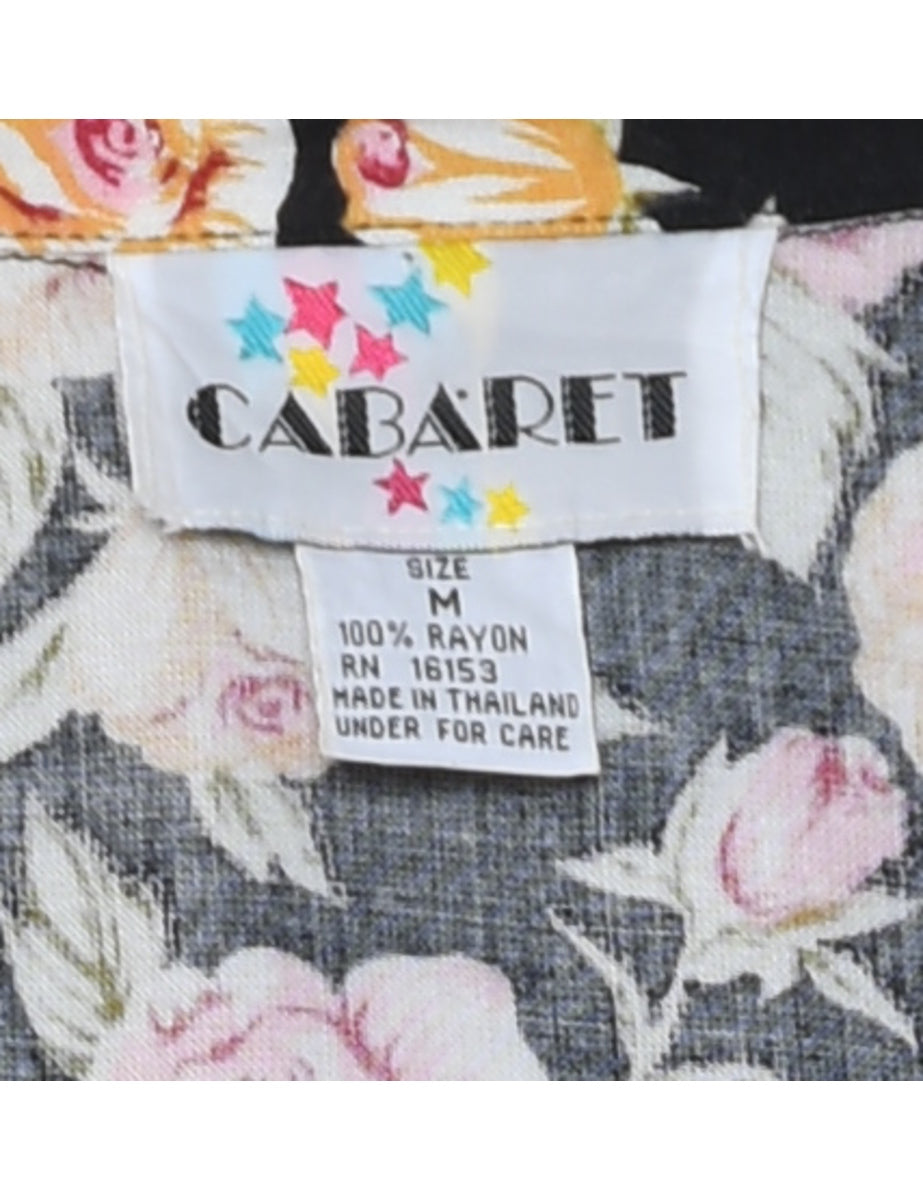 CABARET
SIZE
M
100% RAYON
RN 16153
MADE IN THAILAND
UNDER FOR CARE